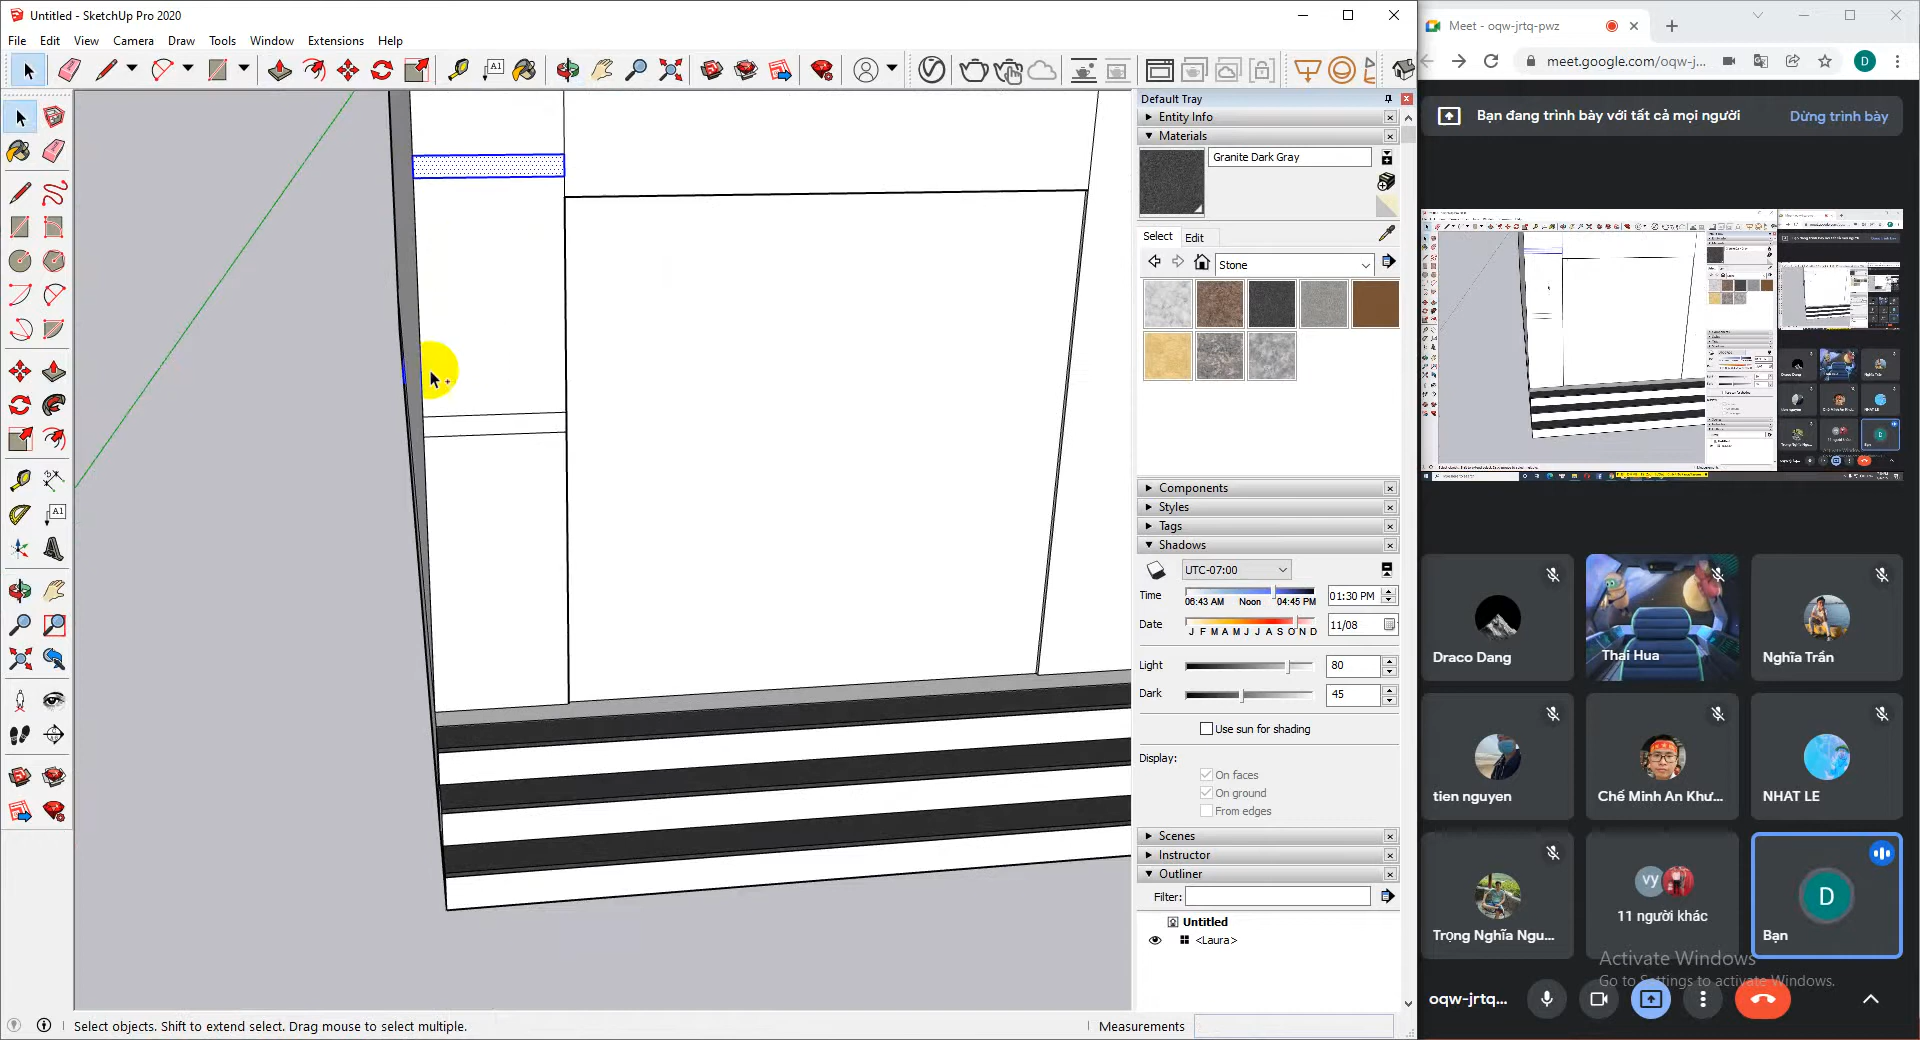 Untitled - SketchUp Pro 2020
File Edit View Camera Draw Tools Window Extensions Help
Default Tray
Entity Info
Materials
Granite Dark Gray
Select Edit
Stone
Components
Styles
Tags
Shadows
UTC-07:00
Time 06:43 AM Noon 04:45 PM 01:30 PM
Date J F M A M J J A S O N D 11/08
Light 80
Dark 45
Use sun for shading
Display:
On faces
On ground
From edges
Scenes
Instructor
Outliner
Filter:
Untitled
<Laura>
Select objects. Shift to extend select. Drag mouse to select multiple.
Measurements
Meet - oqw-jrtq-pwz
meet.google.com/oqw-j...
D
Bạn đang trình bày với tất cả mọi người
Dừng trình bày
Draco Dang
Thai Hua
Nghĩa Trần
tien nguyen
Chế Minh An Khư...
NHAT LE
Trọng Nghĩa Ngu...
vy
11 người khác
D
Bạn
Activate Windows
Go to Settings to activate Windows.
oqw-jrtq...